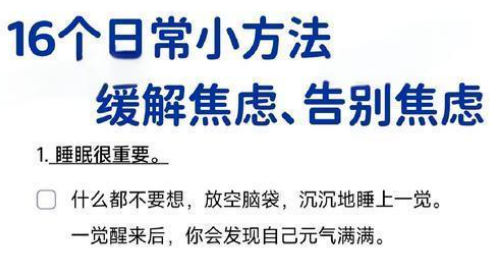 16个日常小方法
缓解焦虑、告别焦虑
1. 睡眠很重要。
什么都不要想，放空脑袋，沉沉地睡上一觉。
一觉醒来后，你会发现自己元气满满。